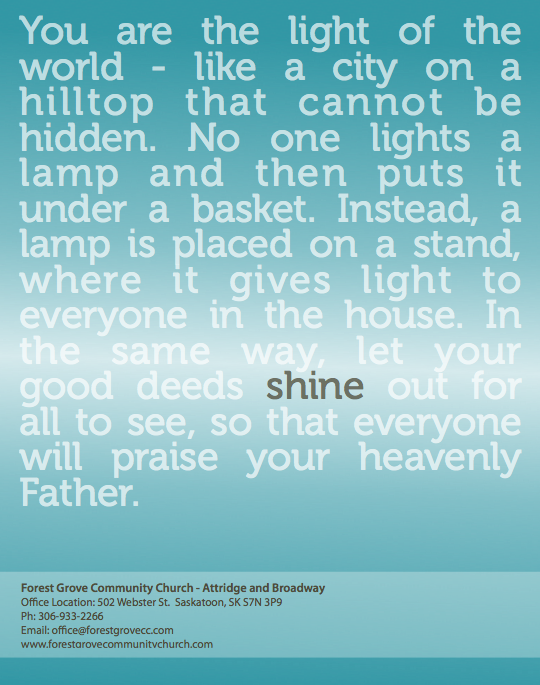 You are the light of the
world - like a city on a
hilltop that cannot be
hidden. No one lights a
lamp and then puts it
under a basket. Instead, a
lamp is placed on a stand,
where it gives light to
everyone in the house. In
the same way, let your
good deeds shine out for
all to see, so that everyone
will praise your heavenly
Father.
Forest Grove Community Church - Attridge and Broadway
Office Location: 502 Webster St. Saskatoon, SK S7N 3P9
Ph: 306-933-2266
Email: office@forestgrovecc.com
www.forestgrovecommunitychurch.com